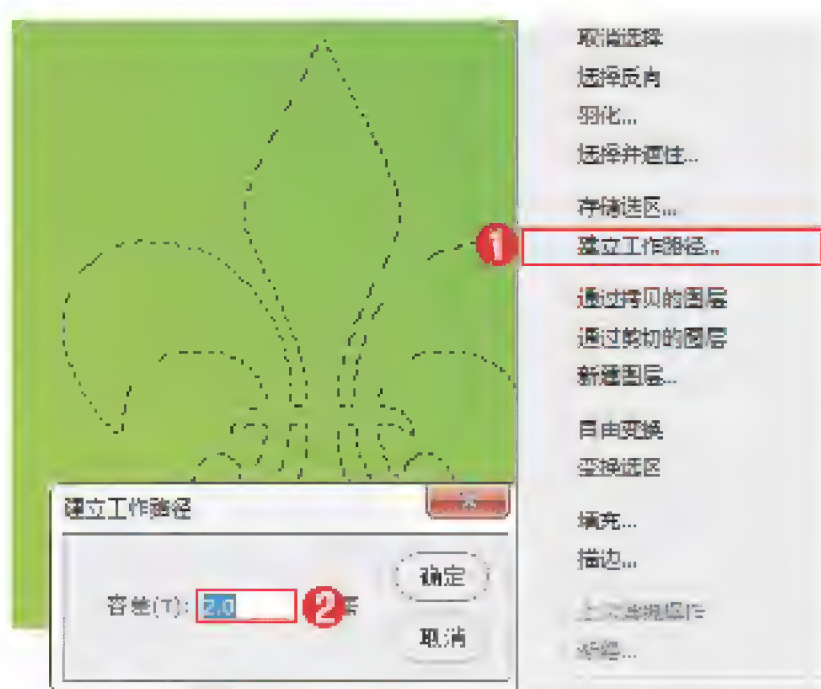 取消选择
选择反向
羽化...
选择并遮住...
存储选区...
建立工作路径...
1
通过拷贝的图层
通过剪切的图层
新建图层...
自由变换
变换选区
填充...
描边...
建立工作路径
容差(T): 2.0
2
确定
取消